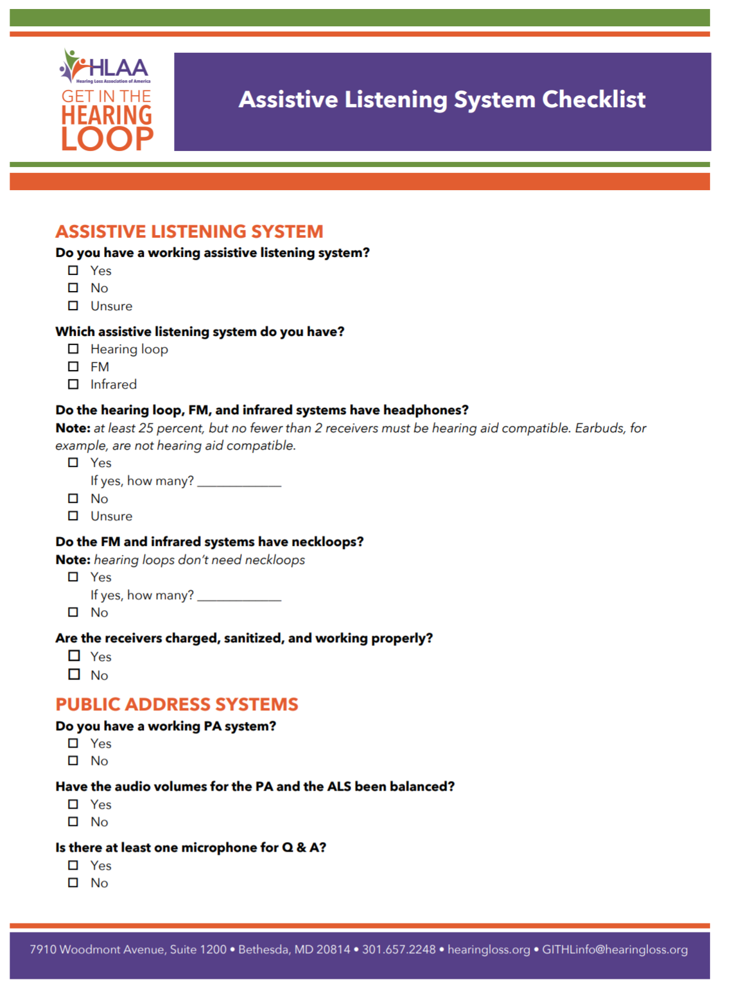 HLAA
Hearing Loss Association of America
GET IN THE
HEARING
LOOP
Assistive Listening System Checklist
ASSISTIVE LISTENING SYSTEM
Do you have a working assistive listening system?
☐ Yes
☐ No
☐ Unsure
Which assistive listening system do you have?
☐ Hearing loop
☐ FM
☐ Infrared
Do the hearing loop, FM, and infrared systems have headphones?
Note: at least 25 percent, but no fewer than 2 receivers must be hearing aid compatible. Earbuds, for
example, are not hearing aid compatible.
☐ Yes
If yes, how many? ____________
☐ No
☐ Unsure
Do the FM and infrared systems have neckloops?
Note: hearing loops don’t need neckloops
☐ Yes
If yes, how many? ____________
☐ No
Are the receivers charged, sanitized, and working properly?
☐ Yes
☐ No
PUBLIC ADDRESS SYSTEMS
Do you have a working PA system?
☐ Yes
☐ No
Have the audio volumes for the PA and the ALS been balanced?
☐ Yes
☐ No
Is there at least one microphone for Q & A?
☐ Yes
☐ No
7910 Woodmont Avenue, Suite 1200 • Bethesda, MD 20814 • 301.657.2248 • hearingloss.org • GITHLinfo@hearingloss.org